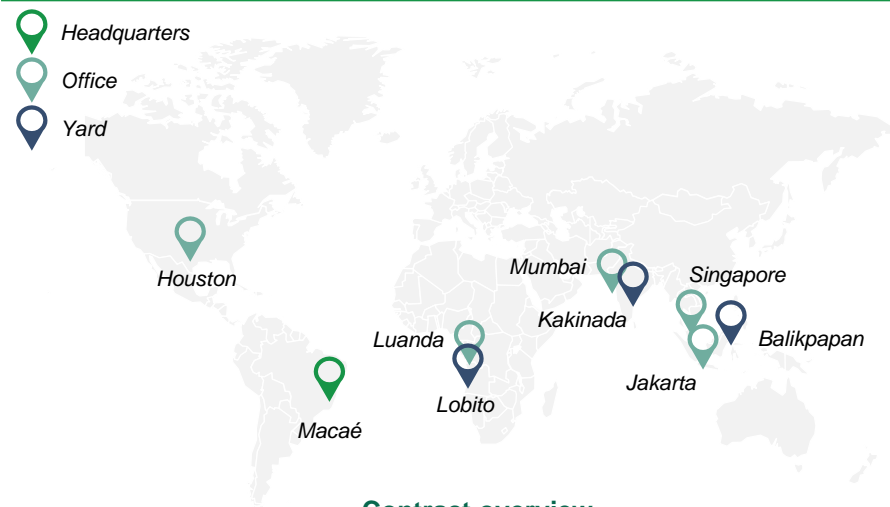 Headquarters
Office
Yard
Houston
Mumbai
Singapore
Kakinada
Luanda
Balikpapan
Jakarta
Lobito
Macaé